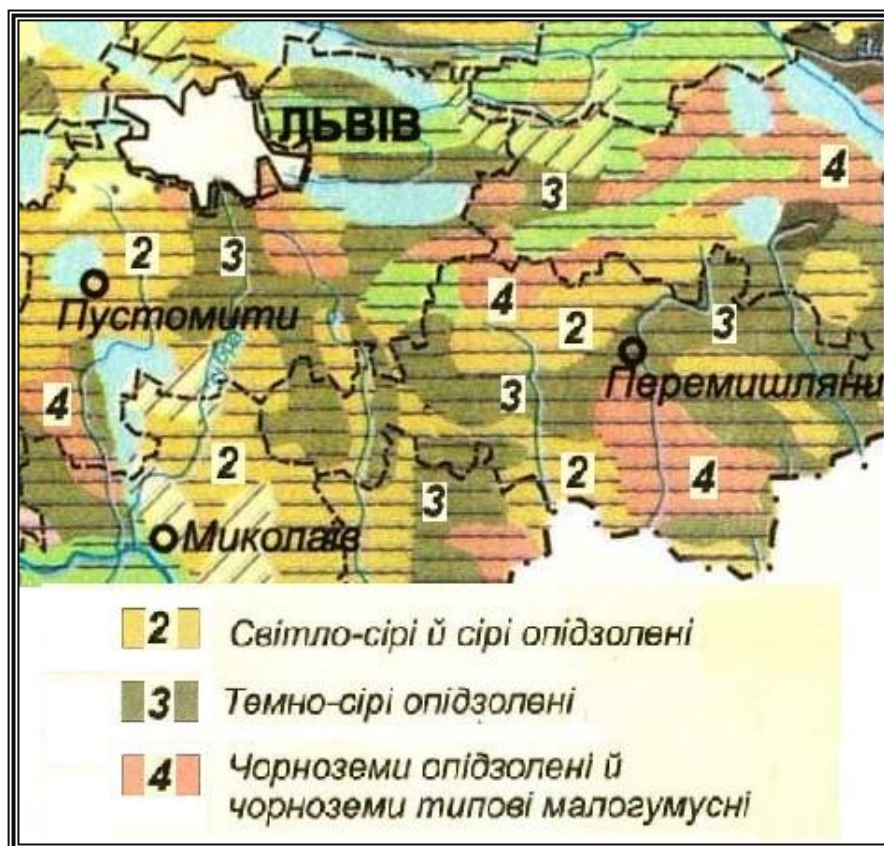 ЛЬВІВ
3
4
2
3
Пустомити
4
2
3
Перемишляни
4
3
2
2
4
3
Миколаїв
2 Світло-сірі й сірі опідзолені
3 Темно-сірі опідзолені
4 Чорноземи опідзолені й
чорноземи типові малогумусні